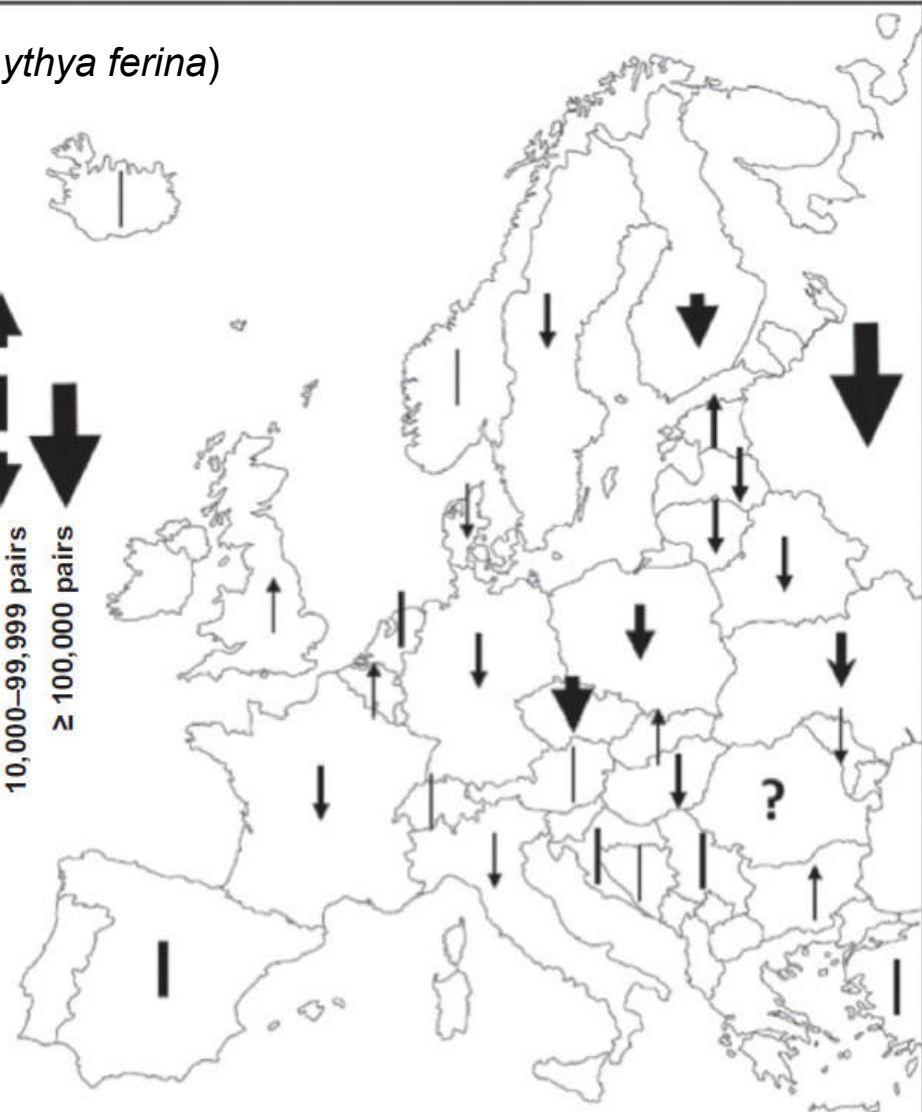 ythya ferina)
10,000–99,999 pairs
≥ 100,000 pairs
?